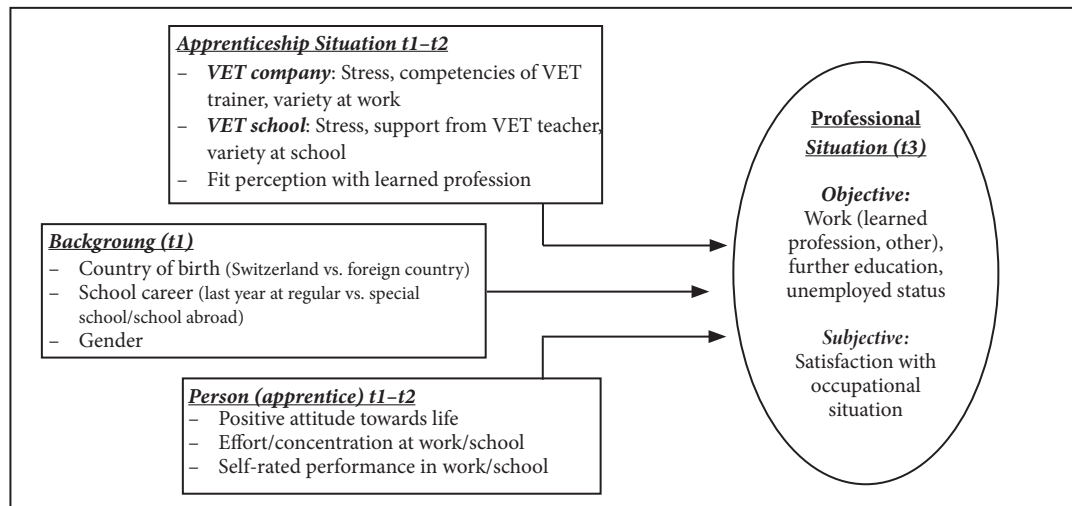 Apprenticeship Situation t1–t2
– VET company: Stress, competencies of VET
trainer, variety at work
– VET school: Stress, support from VET teacher,
variety at school
– Fit perception with learned profession
Backgroung (t1)
– Country of birth (Switzerland vs. foreign country)
– School career (last year at regular vs. special
school/school abroad)
– Gender
Person (apprentice) t1–t2
– Positive attitude towards life
– Effort/concentration at work/school
– Self-rated performance in work/school
Professional
Situation (t3)
Objective:
Work (learned
profession, other),
further education,
unemployed status
Subjective:
Satisfaction with
occupational
situation